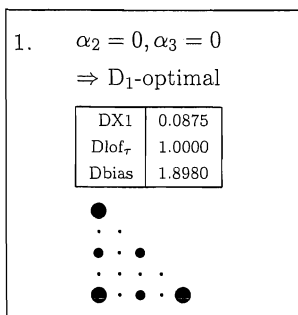 1. α₂ = 0, α₃ = 0
⇒ D₁-optimal
DX1 0.0875
Dlofτ 1.0000
Dbias 1.8980